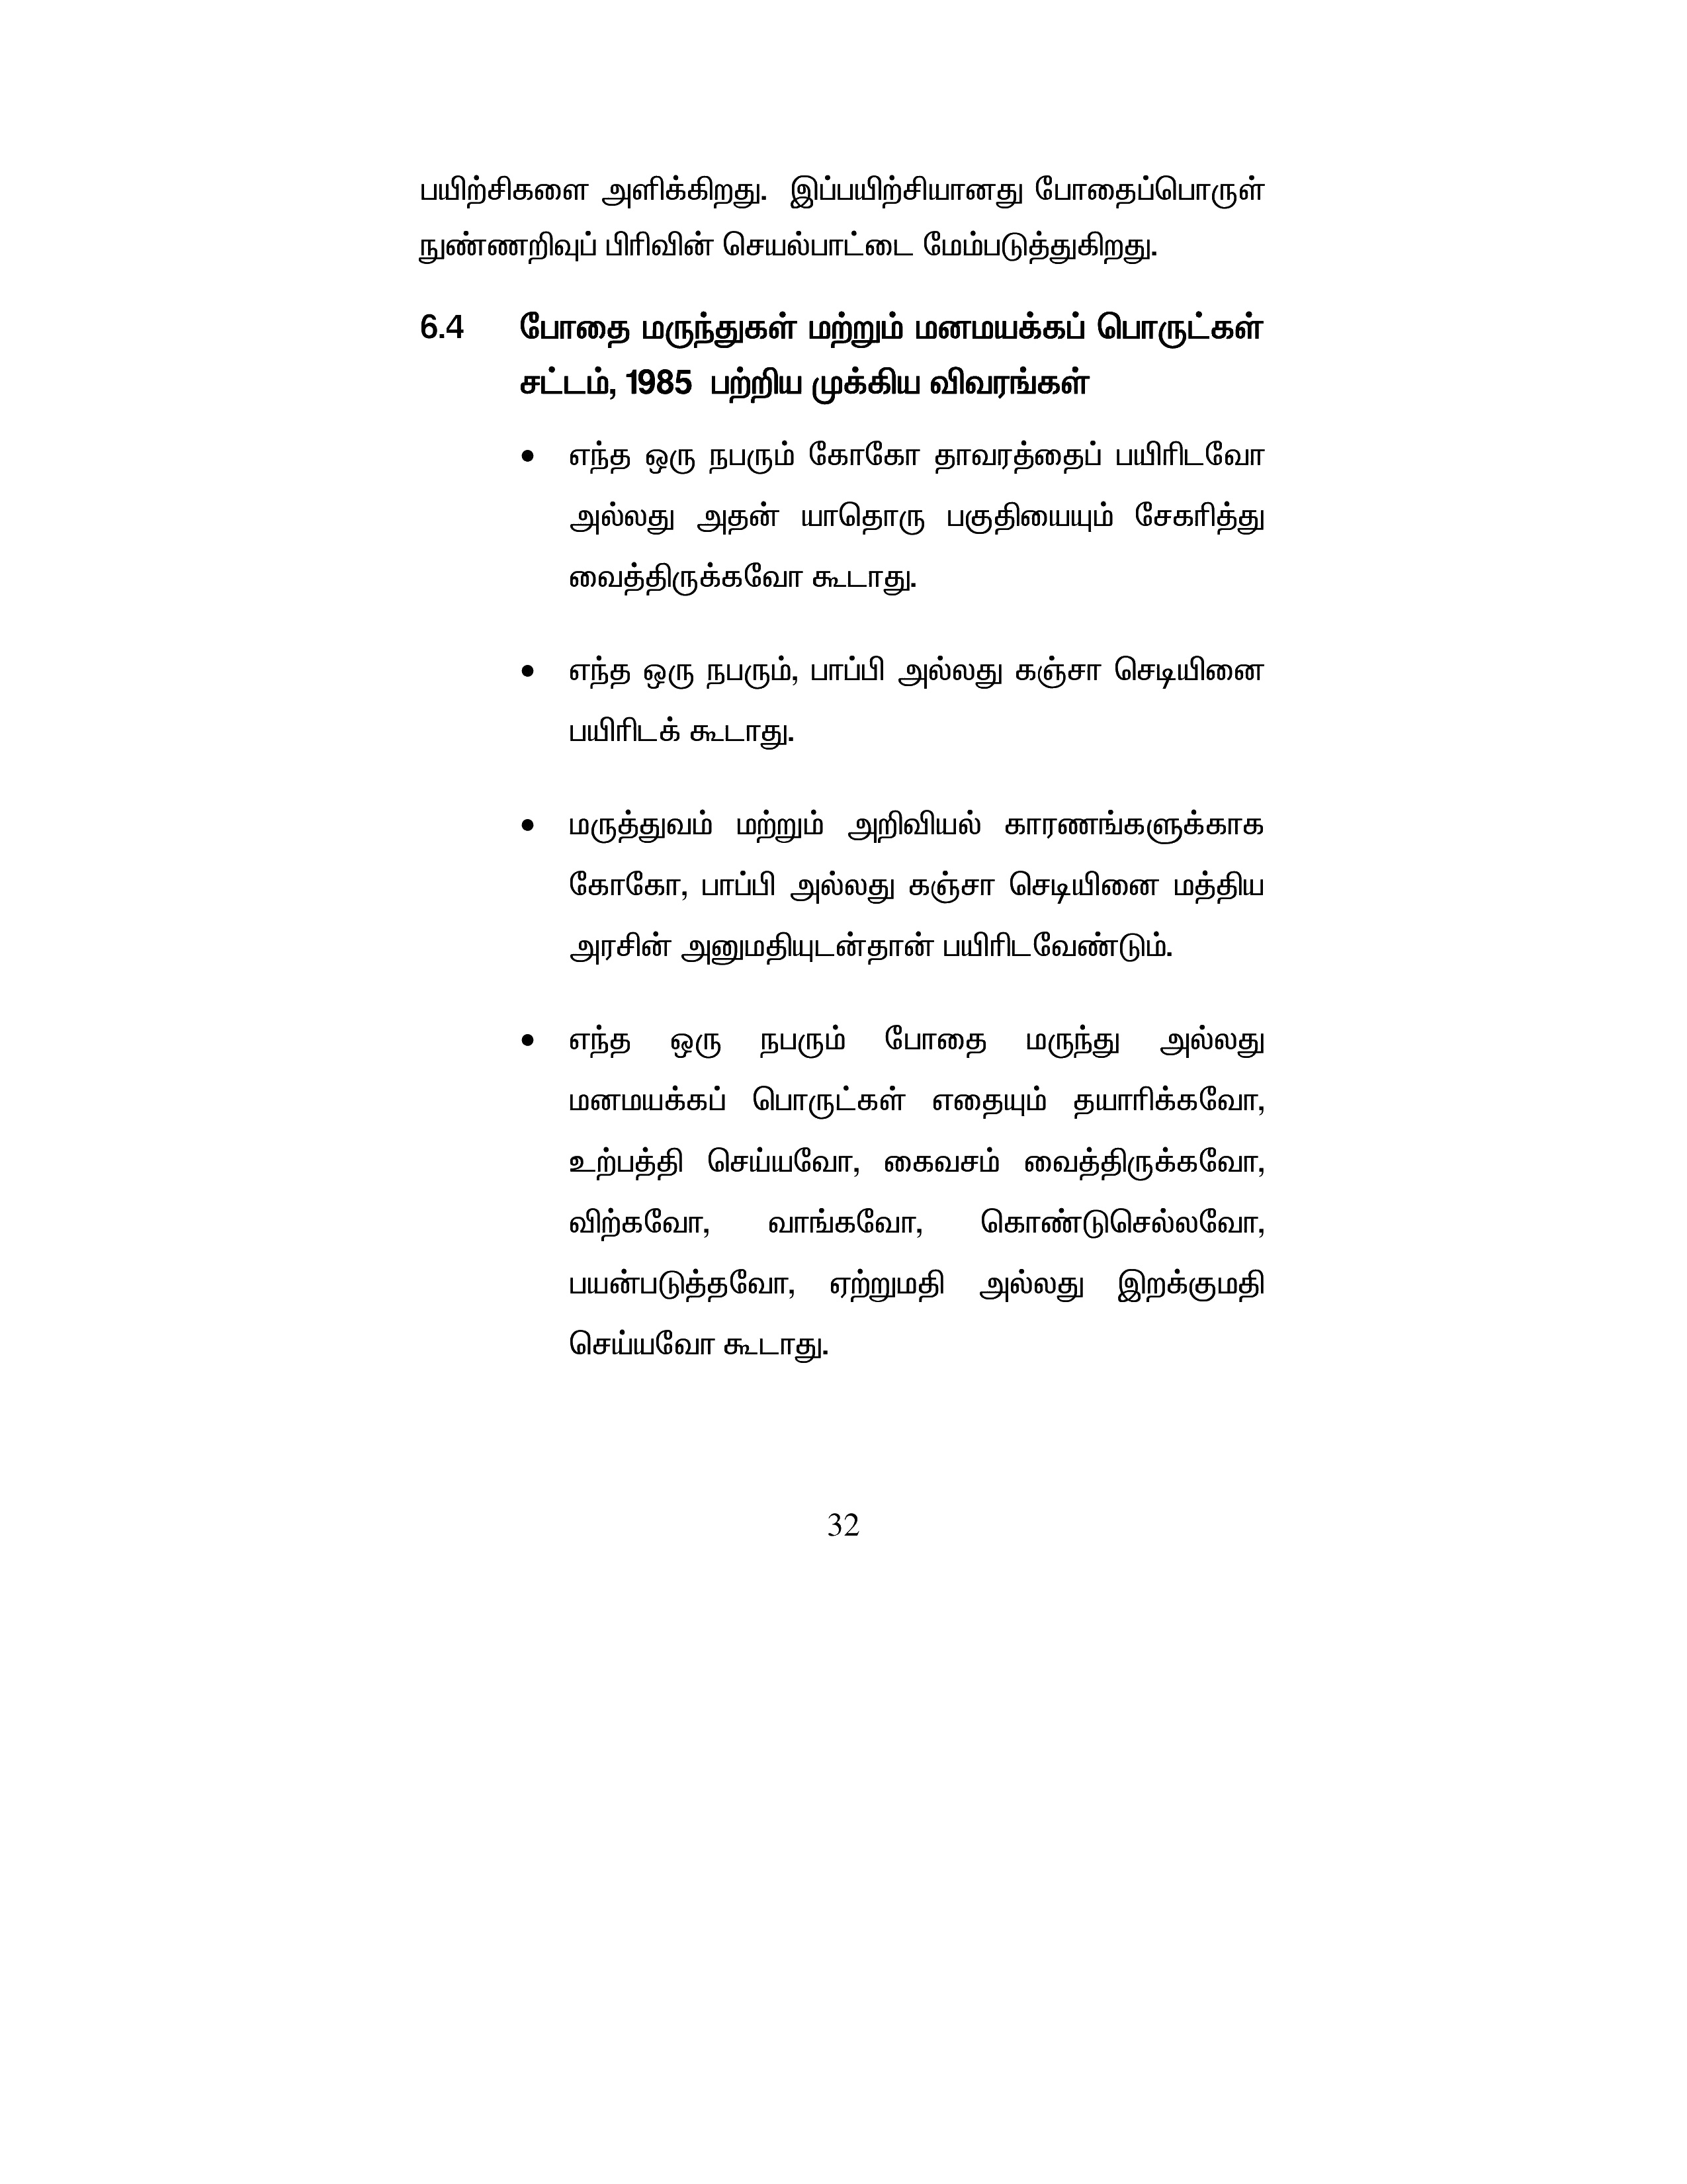 பயிற்சிகளை அளிக்கிறது. இப்பயிற்சியானது போதைப்பொருள்
நுண்ணறிவுப் பிரிவின் செயல்பாட்டை மேம்படுத்துகிறது.
6.4 போதை மருந்துகள் மற்றும் மனமயக்கப் பொருட்கள்
சட்டம், 1985 பற்றிய முக்கிய விவரங்கள்
• எந்த ஒரு நபரும் கோகோ தாவரத்தைப் பயிரிடவோ
அல்லது அதன் யாதொரு பகுதியையும் சேகரித்து
வைத்திருக்கவோ கூடாது.
• எந்த ஒரு நபரும், பாப்பி அல்லது கஞ்சா செடியினை
பயிரிடக் கூடாது.
• மருத்துவம் மற்றும் அறிவியல் காரணங்களுக்காக
கோகோ, பாப்பி அல்லது கஞ்சா செடியினை மத்திய
அரசின் அனுமதியுடன்தான் பயிரிடவேண்டும்.
• எந்த ஒரு நபரும் போதை மருந்து அல்லது
மனமயக்கப் பொருட்கள் எதையும் தயாரிக்கவோ,
உற்பத்தி செய்யவோ, கைவசம் வைத்திருக்கவோ,
விற்கவோ, வாங்கவோ, கொண்டுசெல்லவோ,
பயன்படுத்தவோ, ஏற்றுமதி அல்லது இறக்குமதி
செய்யவோ கூடாது.
32